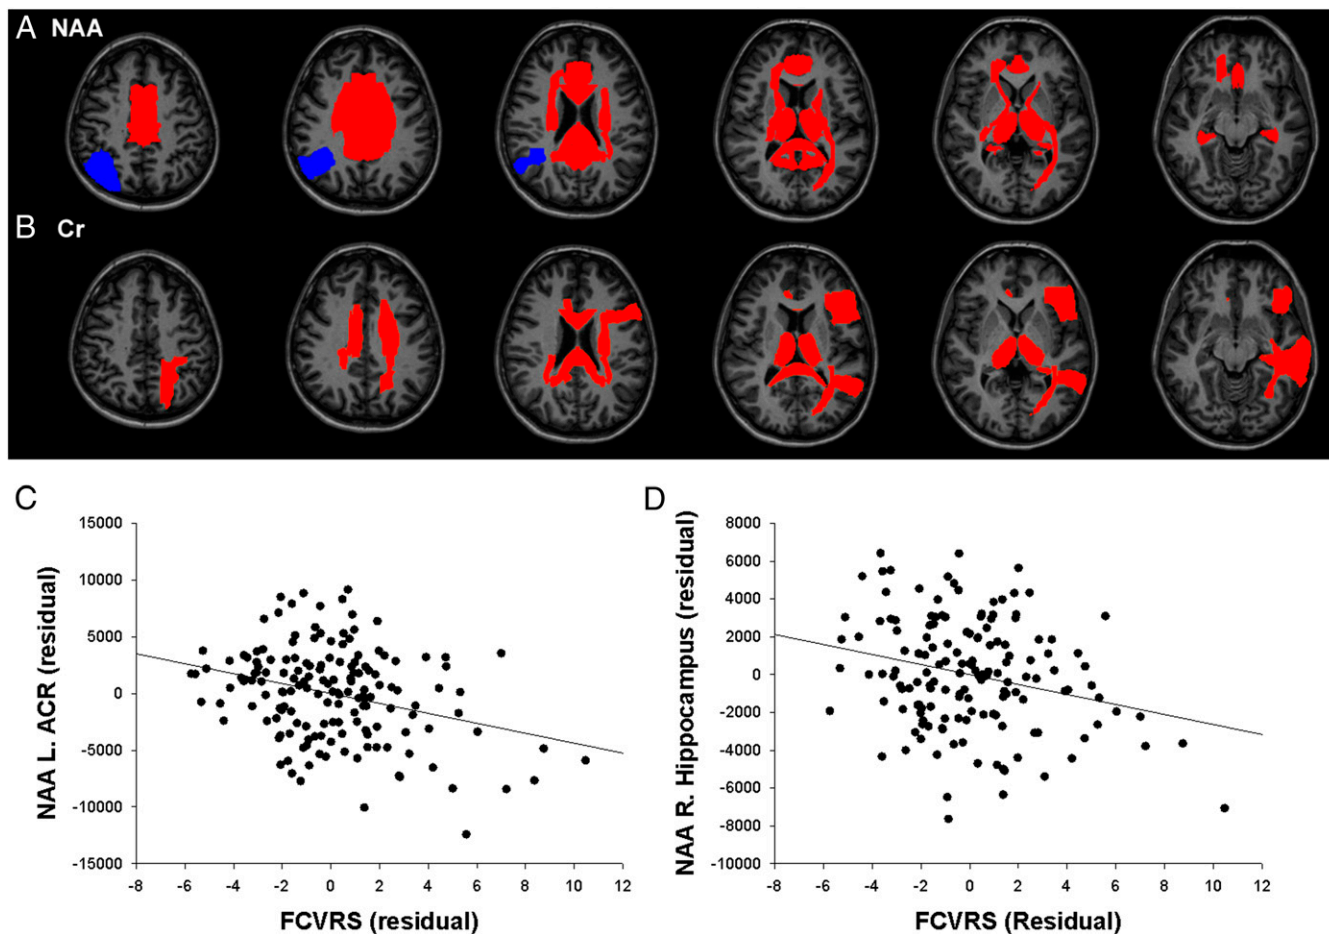 A NAA
B Cr
C
D
15000
10000
5000
0
-5000
-10000
-15000
NAA L. ACR (residual)
-8 -6 -4 -2 0 2 4 6 8 10 12
FCVRS (residual)
8000
6000
4000
2000
0
-2000
-4000
-6000
-8000
-10000
NAA R. Hippocampus (residual)
-8 -6 -4 -2 0 2 4 6 8 10 12
FCVRS (Residual)